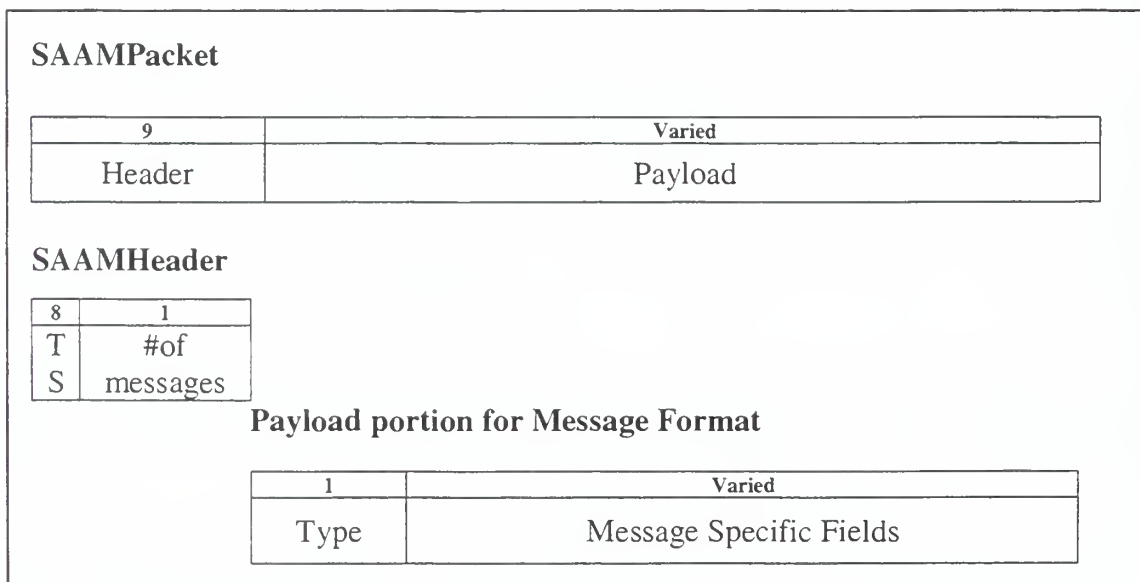 SAAMPacket
9 Varied
Header Payload
SAAMHeader
8 1
T #of
S messages
Payload portion for Message Format
1 Varied
Type Message Specific Fields